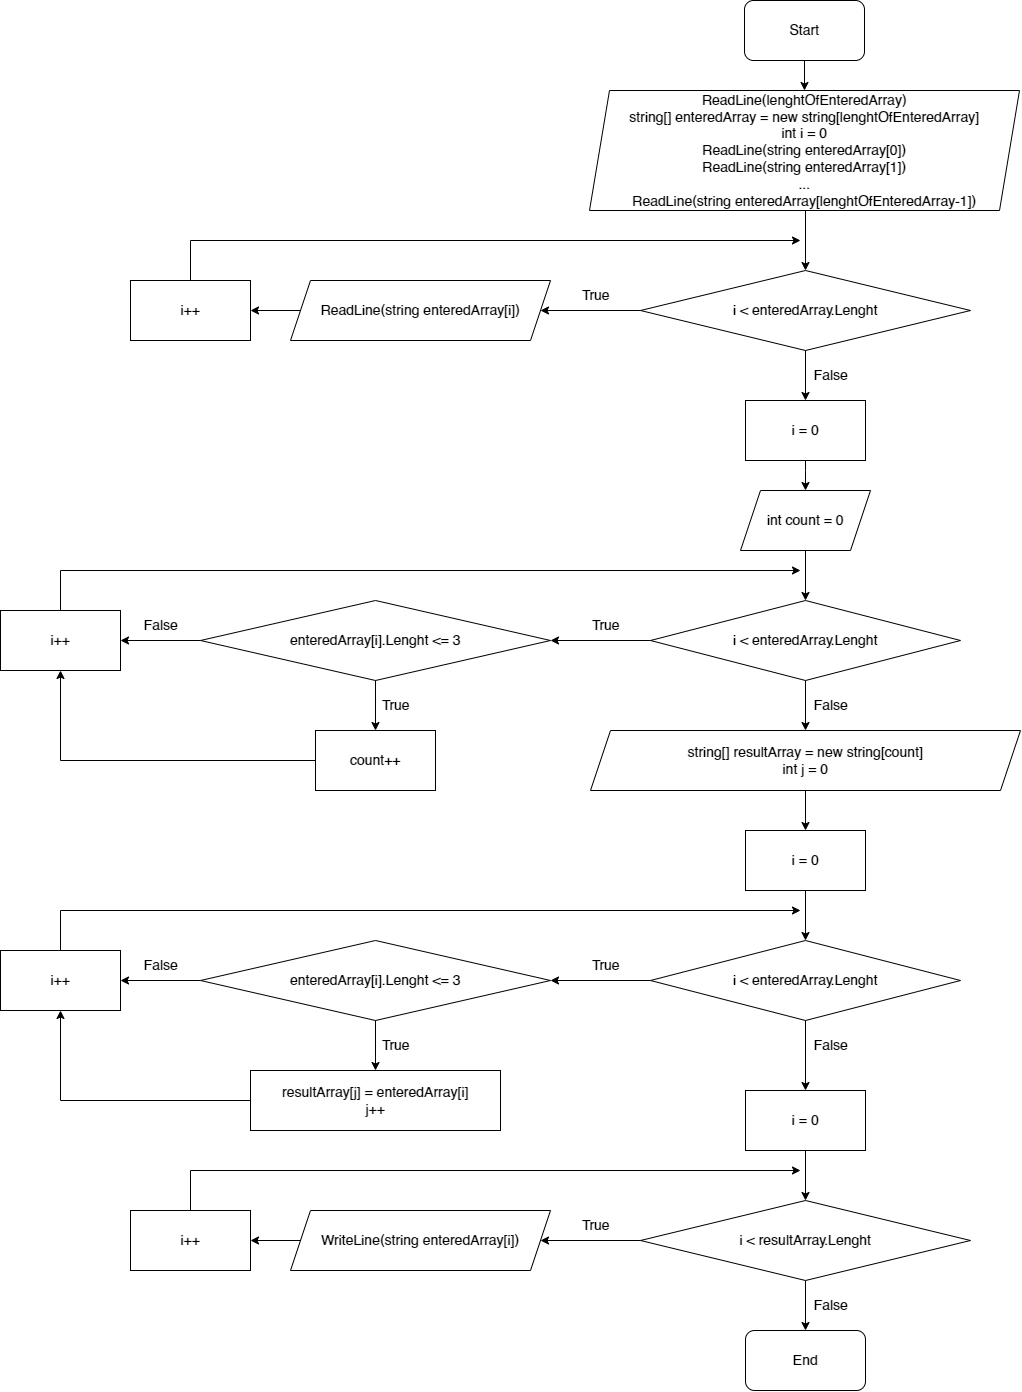 Start
ReadLine(lenghtOfEnteredArray)
string[] enteredArray = new string[lenghtOfEnteredArray]
int i = 0
ReadLine(string enteredArray[0])
ReadLine(string enteredArray[1])
...
ReadLine(string enteredArray[lenghtOfEnteredArray-1])
i++
ReadLine(string enteredArray[i])
True
i < enteredArray.Lenght
False
i = 0
int count = 0
i++
False
enteredArray[i].Lenght <= 3
True
i < enteredArray.Lenght
True
False
count++
string[] resultArray = new string[count]
int j = 0
i = 0
i++
False
enteredArray[i].Lenght <= 3
True
i < enteredArray.Lenght
True
False
resultArray[j] = enteredArray[i]
j++
i = 0
i++
WriteLine(string enteredArray[i])
True
i < resultArray.Lenght
False
End